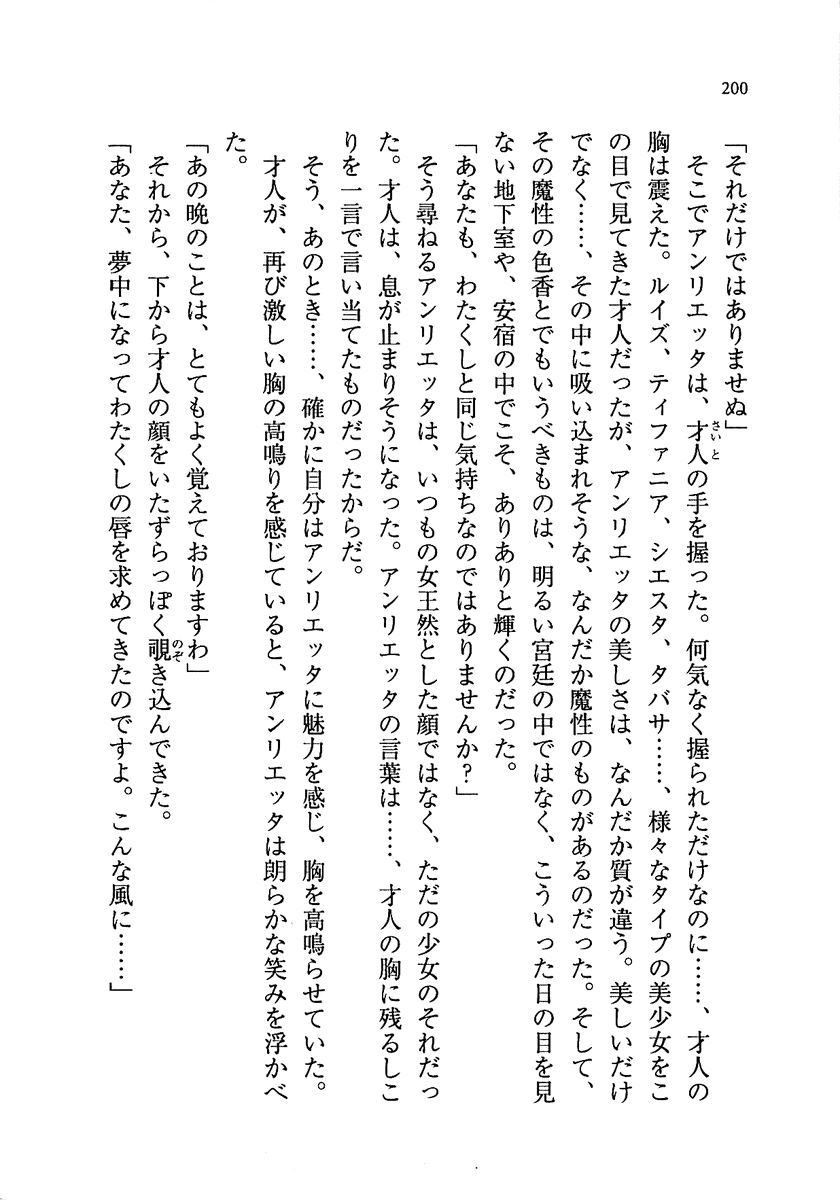 200
「それだけではありませぬ」
　そこでアンリエッタは、才人の手を握った。何気なく握られただけなのに……、才人の
さいと
胸は震えた。ルイズ、ティファニア、シエスタ、タバサ……、様々なタイプの美少女をこ
の目で見てきた才人だったが、アンリエッタの美しさは、なんだか質が違う。美しいだけ
でなく……、その中に吸い込まれそうな、なんだか魔性のものがあるのだった。そして、
その魔性の色香とでもいうべきものは、明るい宮廷の中ではなく、こういった日の目を見
ない地下室や、安宿の中でこそ、ありありと輝くのだった。
「あなたも、わたくしと同じ気持ちなのではありませんか？」
　そう尋ねるアンリエッタは、いつもの女王然とした顔ではなく、ただの少女のそれだっ
た。才人は、息が止まりそうになった。アンリエッタの言葉は……、才人の胸に残るしこ
りを一言で言い当てたものだったからだ。
　そう、あのとき……、確かに自分はアンリエッタに魅力を感じ、胸を高鳴らせていた。
　才人が、再び激しい胸の高鳴りを感じていると、アンリエッタは朗らかな笑みを浮かべ
た。
「あの晩のことは、とてもよく覚えておりますわ」
　それから、下から才人の顔をいたずらっぽく覗き込んできた。
のぞ
「あなた、夢中になってわたくしの唇を求めてきたのですよ。こんな風に……」